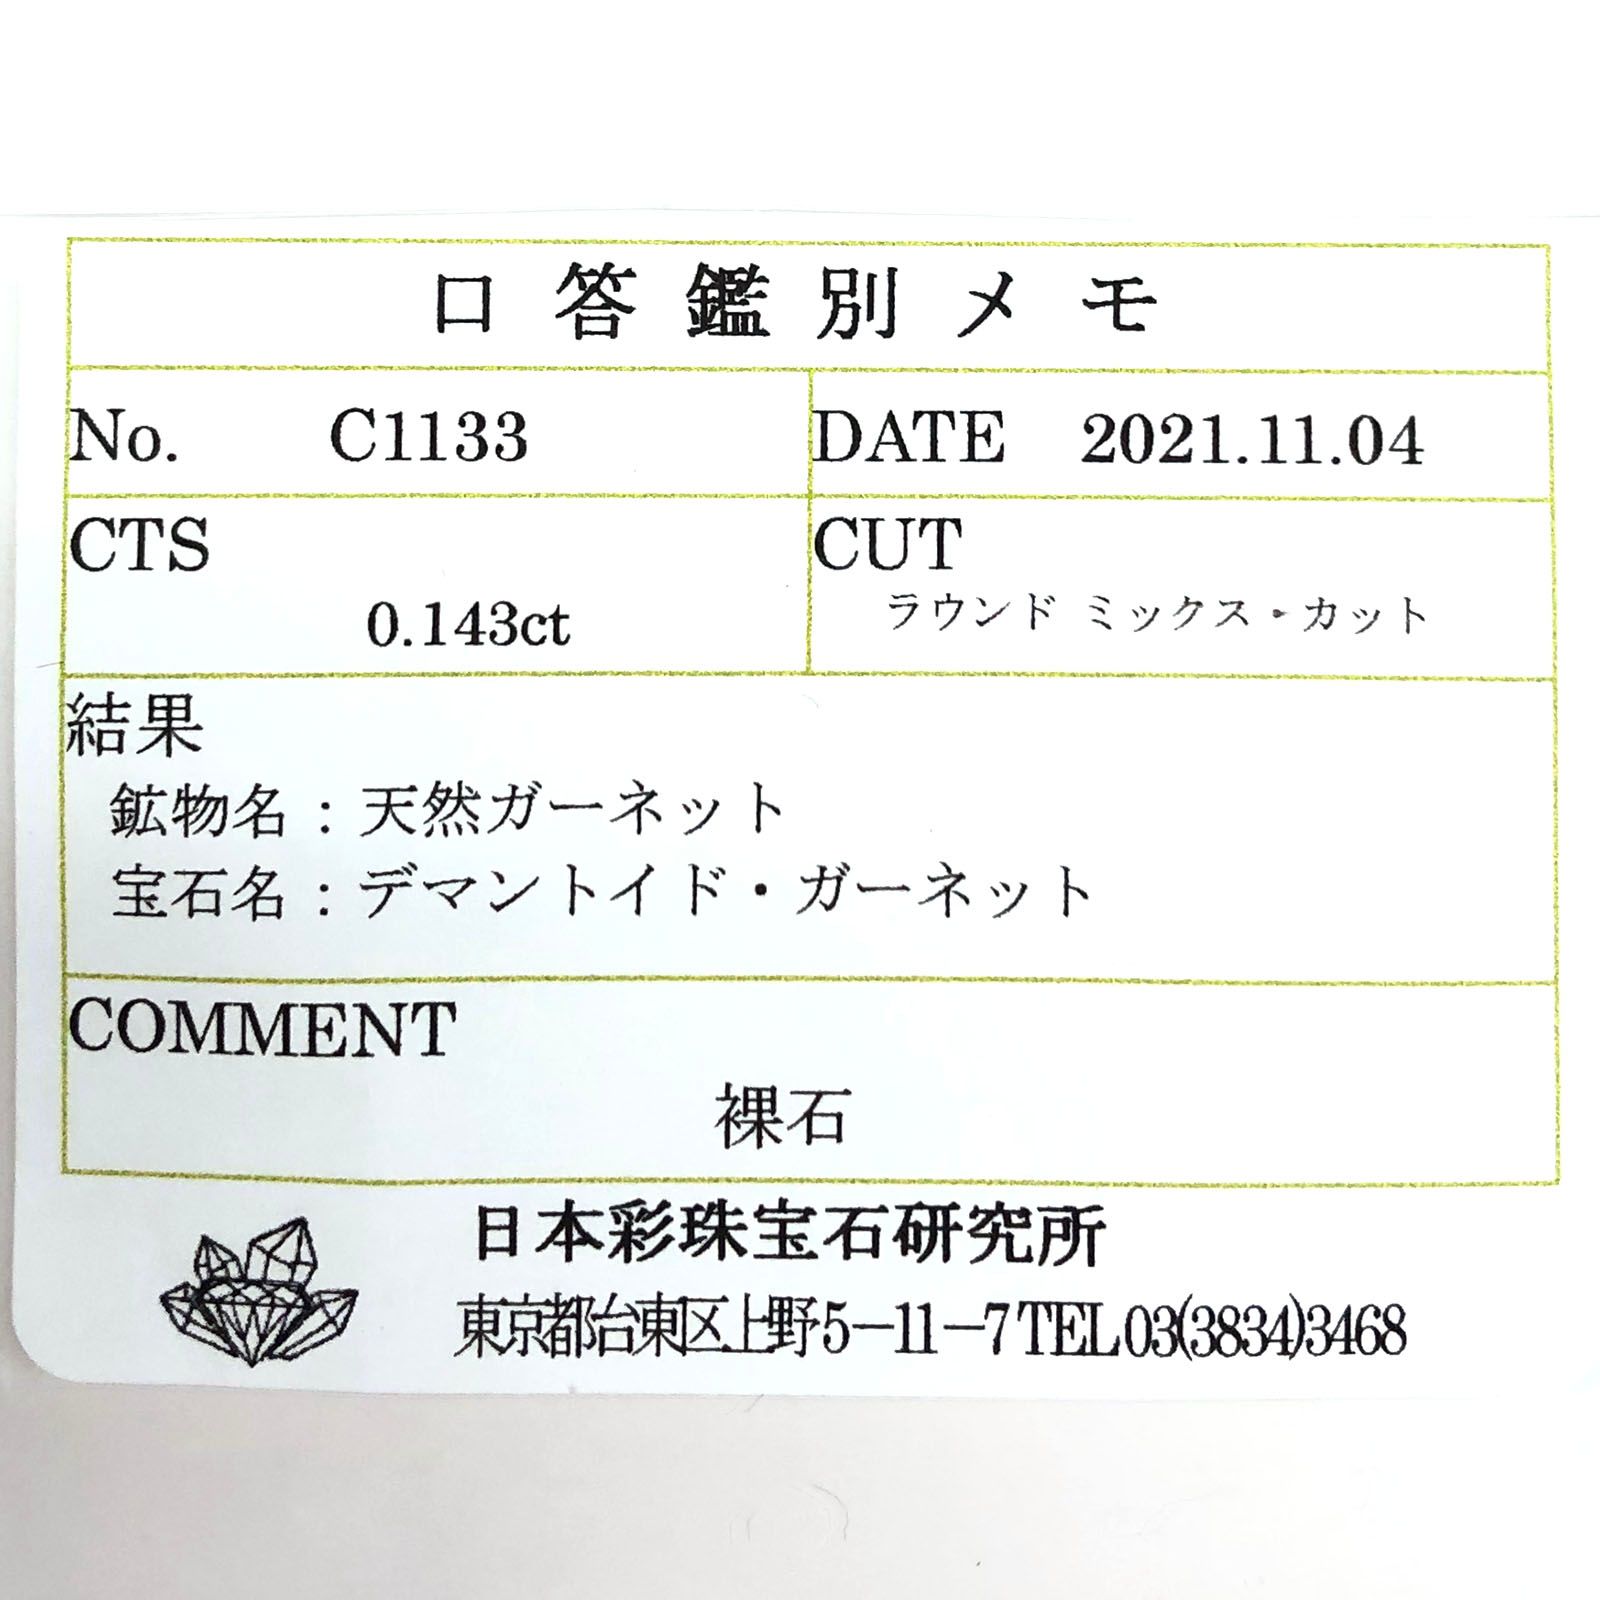 口答鑑別メモ
No. C1133 DATE 2021.11.04
CTS CUT
0.143ct ラウンド ミックス・カット
結果
鉱物名：天然ガーネット
宝石名：デマントイド・ガーネット
COMMENT
裸石
日本彩珠宝石研究所
東京都台東区上野5－11－7 TEL 03(3834)3468